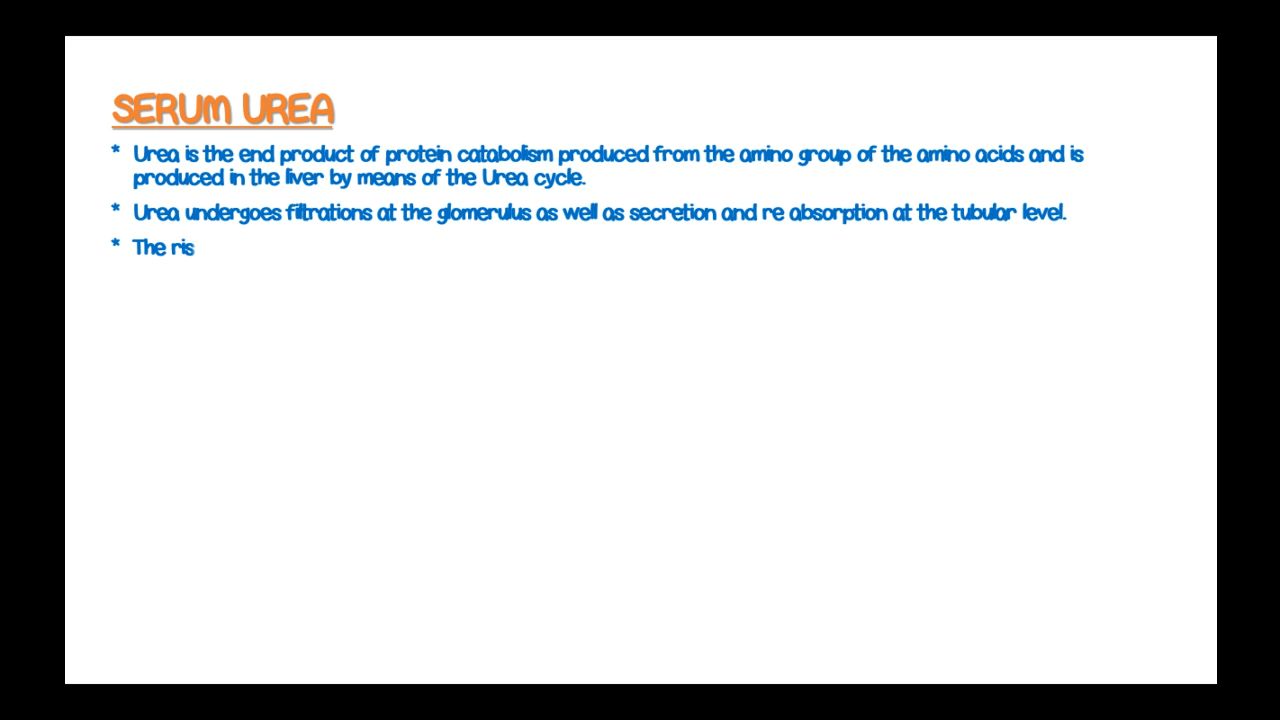 SERUM UREA
* Urea is the end product of protein catabolism produced from the amino group of the amino acids and is
produced in the liver by means of the Urea cycle.
* Urea undergoes filtrations at the glomerulus as well as secretion and re absorption at the tubular level.
* The ris